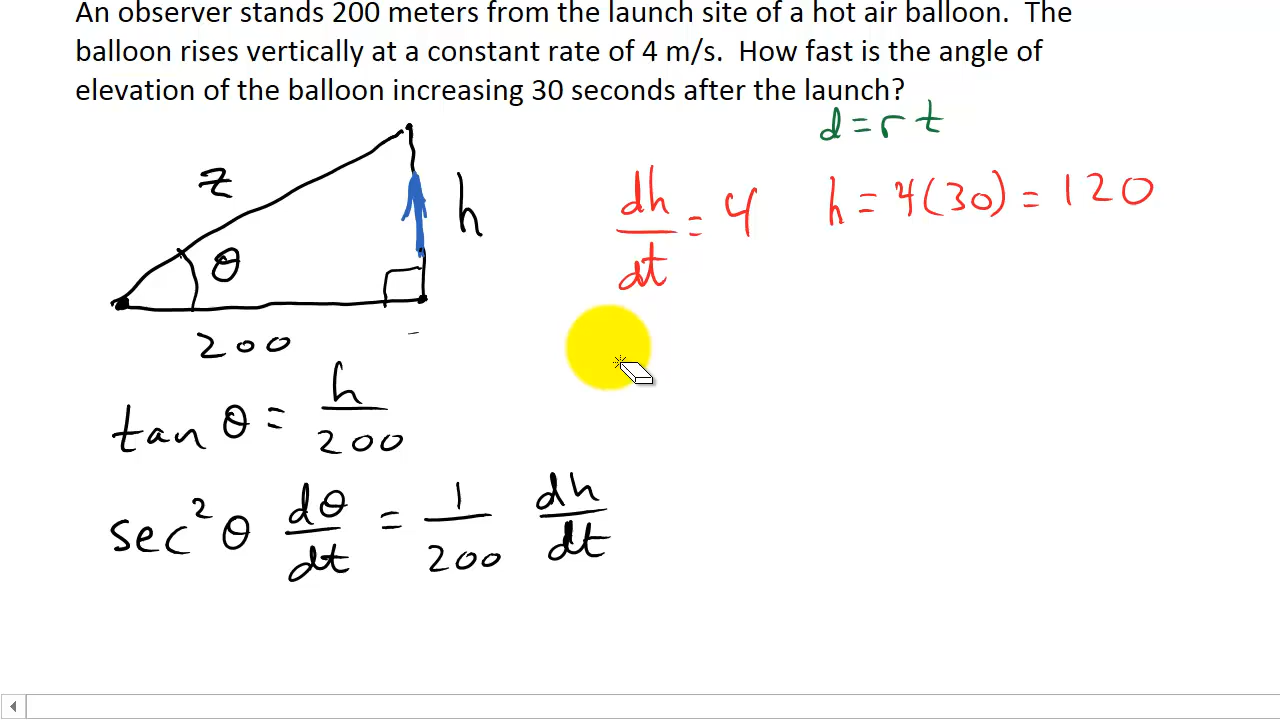 An observer stands 200 meters from the launch site of a hot air balloon. The
balloon rises vertically at a constant rate of 4 m/s. How fast is the angle of
elevation of the balloon increasing 30 seconds after the launch?
d = r t
z
h
θ
200
dh/dt = 4
h = 4(30) = 120
tan θ = h/200
sec² θ dθ/dt = 1/200 dh/dt